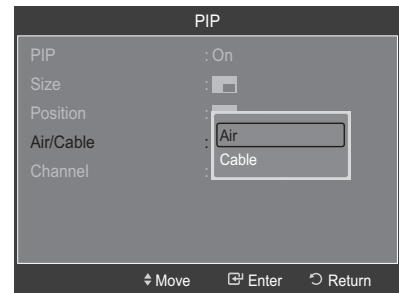 PIP
PIP : On
Size :
Position :
Air/Cable : Air
Cable
Channel :
Move Enter Return